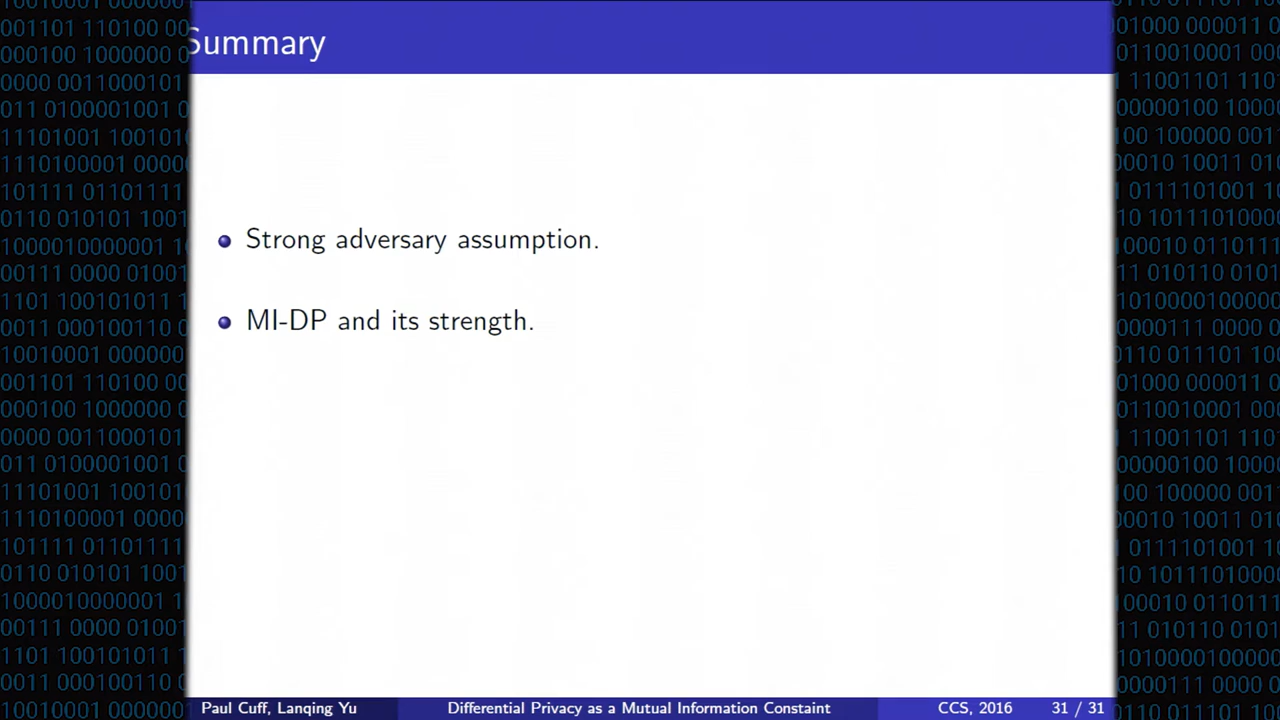 Summary
Strong adversary assumption.
MI-DP and its strength.
Paul Cuff, Lanqing Yu Differential Privacy as a Mutual Information Constaint CCS, 2016 31 / 31